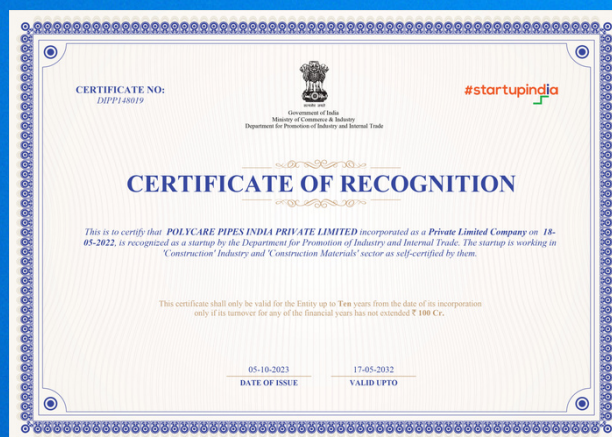 CERTIFICATE NO:
DIPP148019
सत्यमेव जयते
Government of India
Ministry of Commerce & Industry
Department for Promotion of Industry and Internal Trade
#startupindia
CERTIFICATE OF RECOGNITION
This is to certify that POLYCARE PIPES INDIA PRIVATE LIMITED incorporated as a Private Limited Company on 18-
05-2022, is recognized as a startup by the Department for Promotion of Industry and Internal Trade. The startup is working in
'Construction' Industry and 'Construction Materials' sector as self-certified by them.
This certificate shall only be valid for the Entity up to Ten years from the date of its incorporation
only if its turnover for any of the financial years has not extended ₹ 100 Cr.
05-10-2023
17-05-2032
DATE OF ISSUE
VALID UPTO